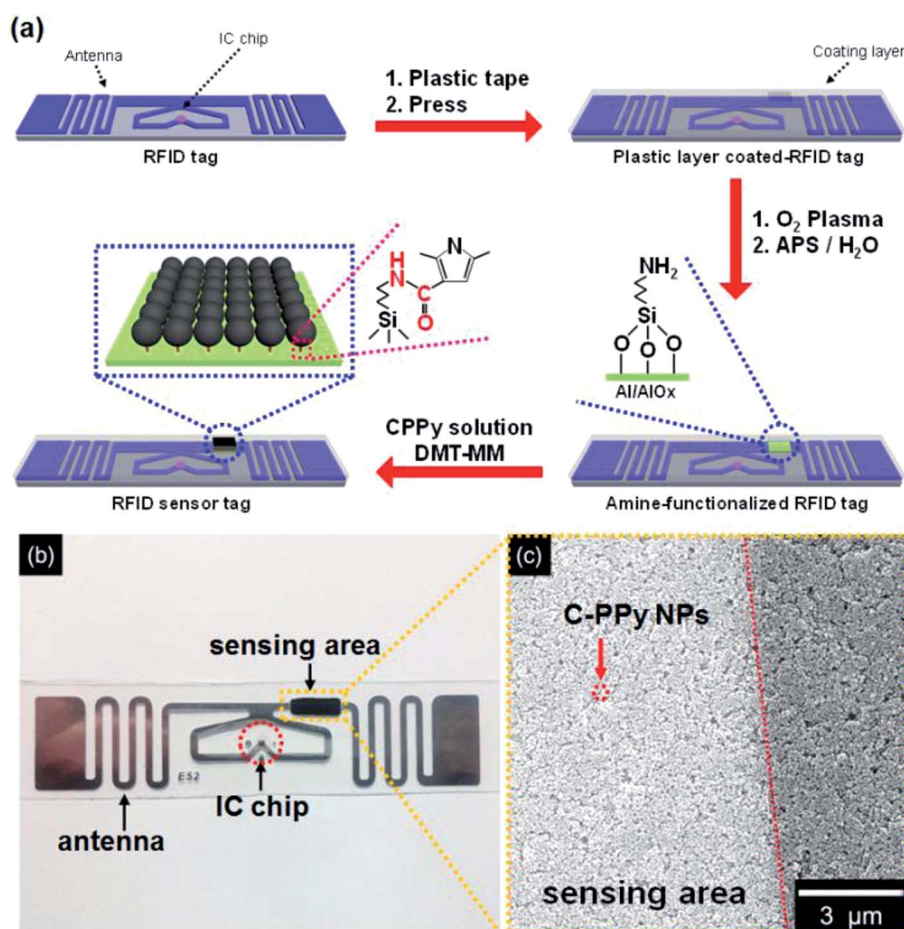 (a)
Antenna
IC chip
RFID tag
1. Plastic tape
2. Press
Coating layer
Plastic layer coated-RFID tag
1. O₂ Plasma
2. APS / H₂O
NH₂
Si
O O O
Al/AlOx
Amine-functionalized RFID tag
CPPy solution
DMT-MM
H
N
N
C
O
Si
RFID sensor tag
(b)
sensing area
E52
IC chip
antenna
(c)
C-PPy NPs
sensing area
3 µm